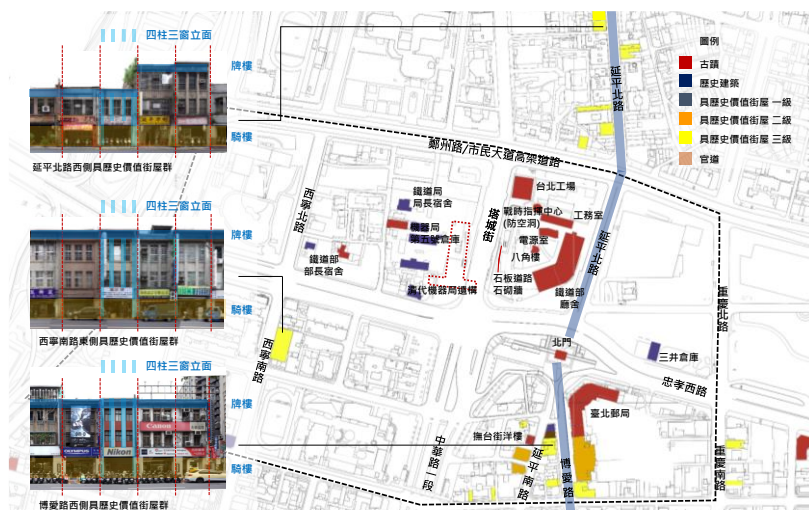 四柱三窗立面
牌樓
騎樓
延平北路西側具歷史價值街屋群
四柱三窗立面
牌樓
騎樓
西寧南路東側具歷史價值街屋群
四柱三窗立面
牌樓
Canon
OLYMPUS
Nikon
騎樓
博愛路西側具歷史價值街屋群
圖例
古蹟
歷史建築
具歷史價值街屋 一級
具歷史價值街屋 二級
具歷史價值街屋 三級
官道
延平北路
鄭州路/市民大道高架道路
西寧北路
鐵道局
局長宿舍
機器局
第五號倉庫
鐵道部
部長宿舍
清代機器局遺構
塔城街
台北工場
戰時指揮中心
(防空洞)
工務室
電源室
八角樓
石板道路
石砌牆
鐵道部
廳舍
延平北路
重慶北路
西寧南路
北門
三井倉庫
忠孝西路
臺北郵局
撫台街洋樓
中華路一段
延平南路
博愛路
重慶南路